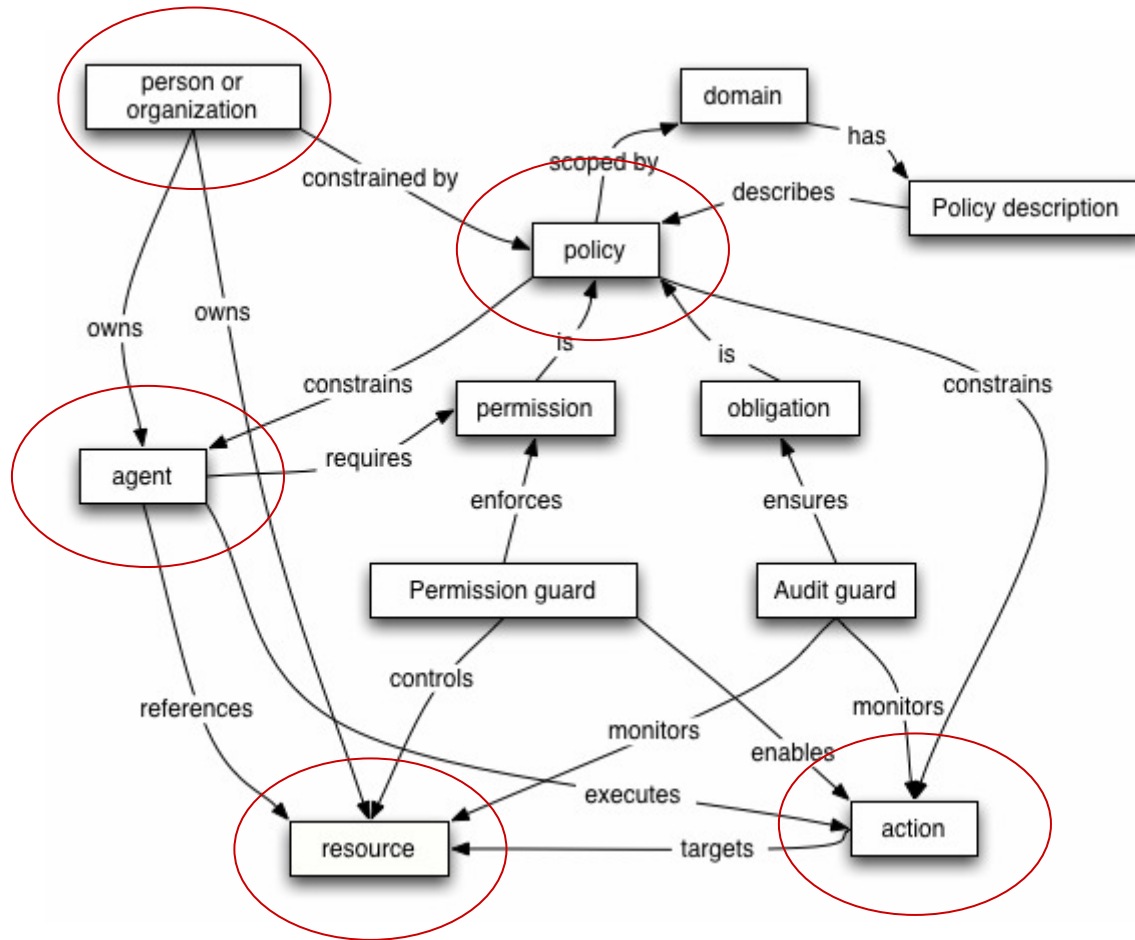 person or
organization
domain
has
scoped by
constrained by
describes
Policy description
policy
owns
owns
is
is
constrains
constrains
permission
obligation
requires
agent
enforces
ensures
Permission guard
Audit guard
controls
references
monitors
monitors
enables
executes
action
resource
targets